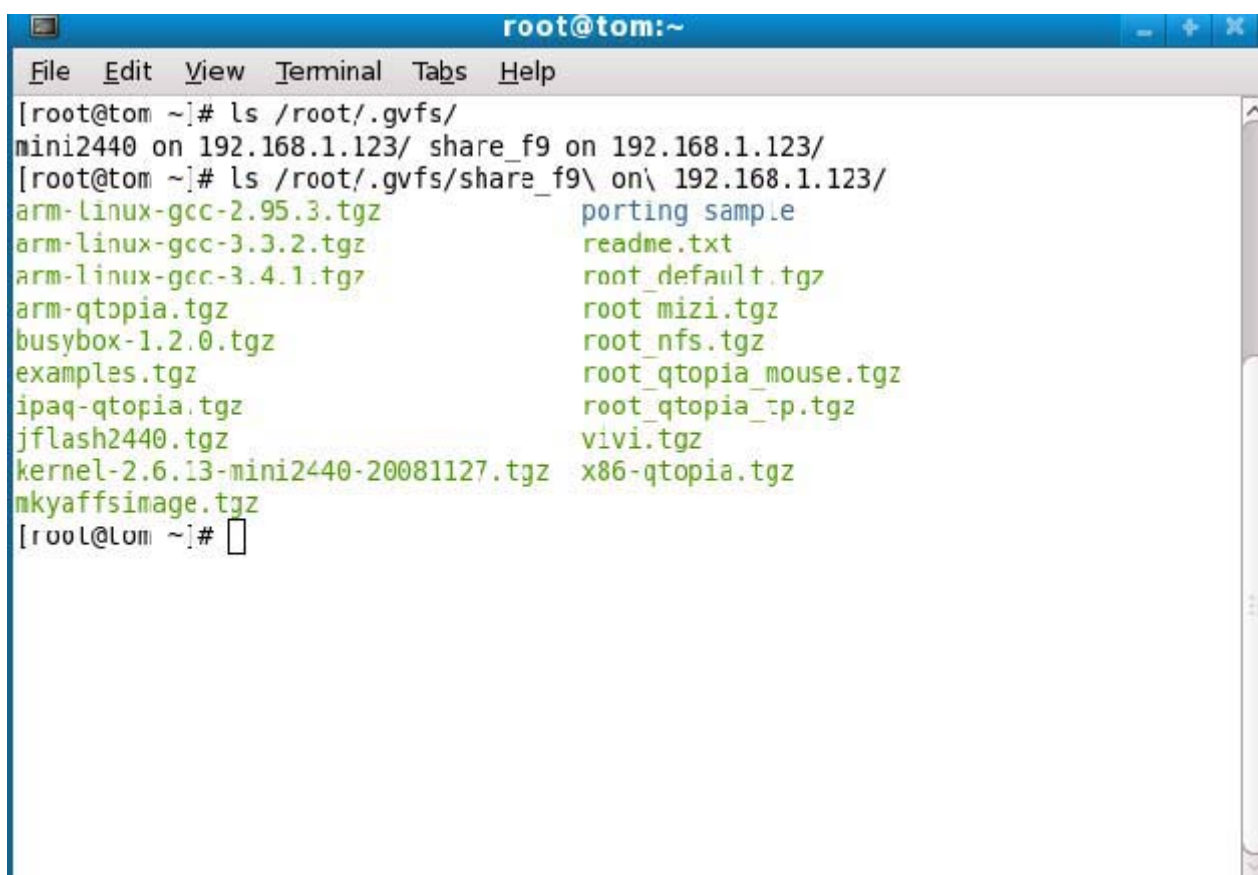 root@tom:~
File Edit View Terminal Tabs Help
[root@tom ~]# ls /root/.gvfs/
mini2440 on 192.168.1.123/ share_f9 on 192.168.1.123/
[root@tom ~]# ls /root/.gvfs/share_f9\ on\ 192.168.1.123/
arm-linux-gcc-2.95.3.tgz porting sample
arm-linux-gcc-3.3.2.tgz readme.txt
arm-linux-gcc-3.4.1.tgz root_default.tgz
arm-qtopia.tgz root_mizi.tgz
busybox-1.2.0.tgz root_nfs.tgz
examples.tgz root_qtopia_mouse.tgz
ipaq-qtopia.tgz root_qtopia_tp.tgz
jflash2440.tgz vivi.tgz
kernel-2.6.13-mini2440-20081127.tgz x86-qtopia.tgz
mkyaffsimage.tgz
[root@tom ~]#